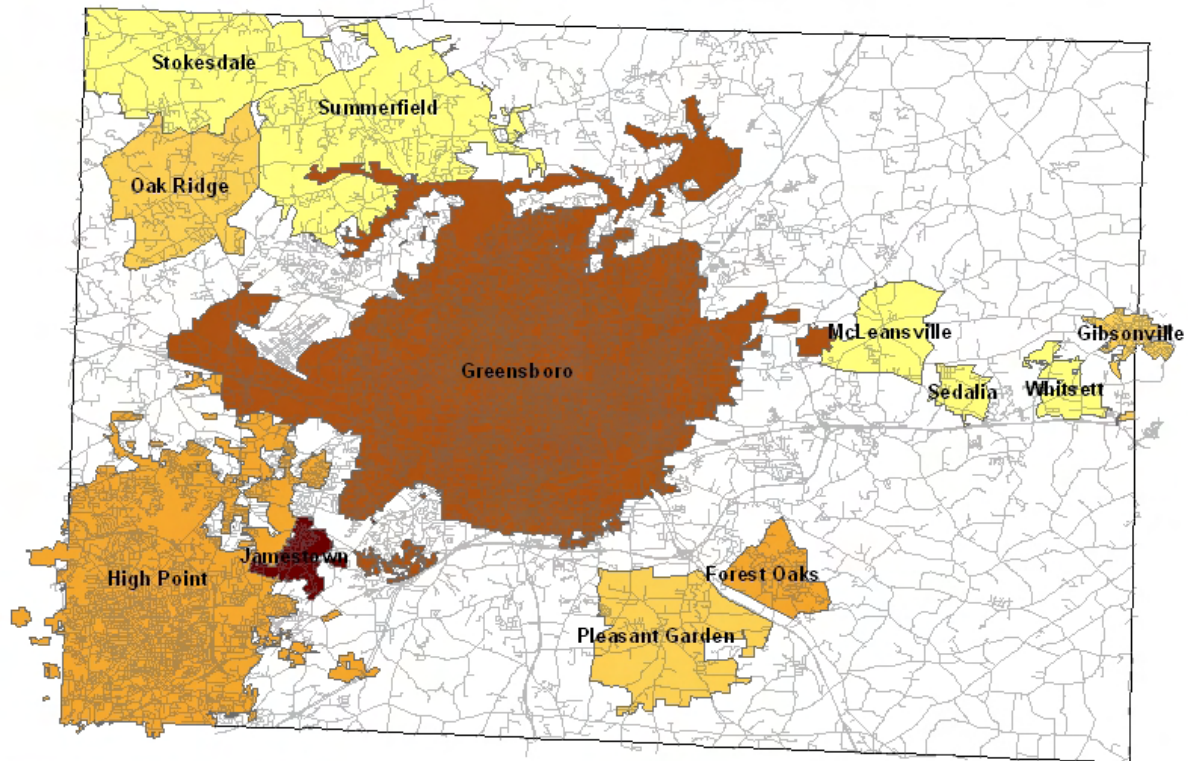 Stokesdale
Summerfield
Oak Ridge
McLeansville
Gibsonville
Greensboro
Sedalia
Whitsett
Jamestown
High Point
Forest Oaks
Pleasant Garden